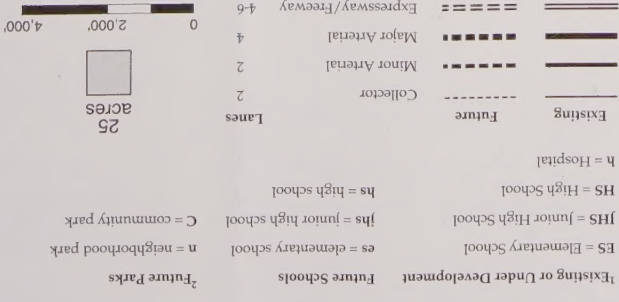 ¹Existing or Under Development Future Schools ²Future Parks
ES = Elementary School es = elementary school n = neighborhood park
JHS = Junior High School jhs = junior high school C = community park
HS = High School hs = high school
h = Hospital
Existing Future Lanes
Collector 2
Minor Arterial 2
Major Arterial 4
Expressway/Freeway 4-6
25
acres
0 2,000' 4,000'